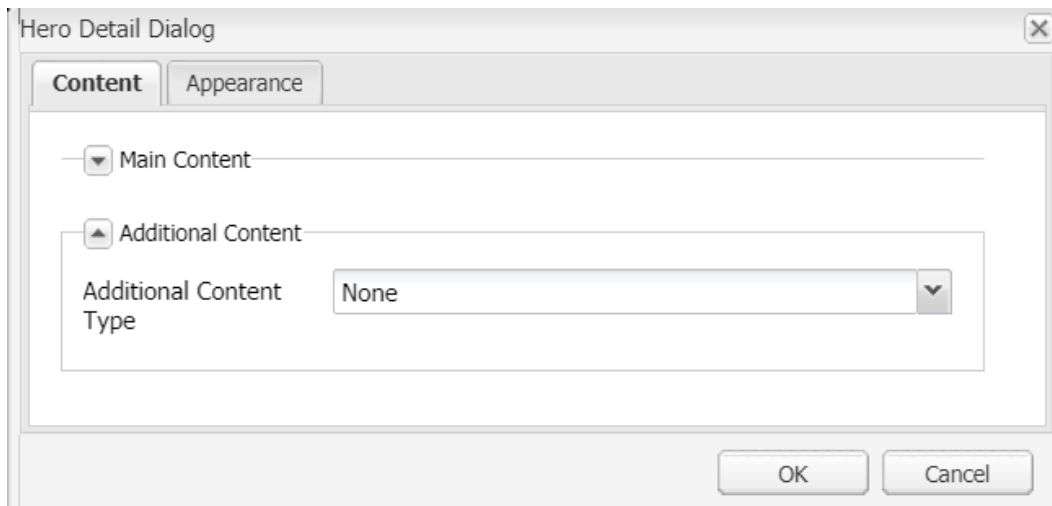 Hero Detail Dialog
Content
Appearance
Main Content
Additional Content
Additional Content
Type
None
OK
Cancel